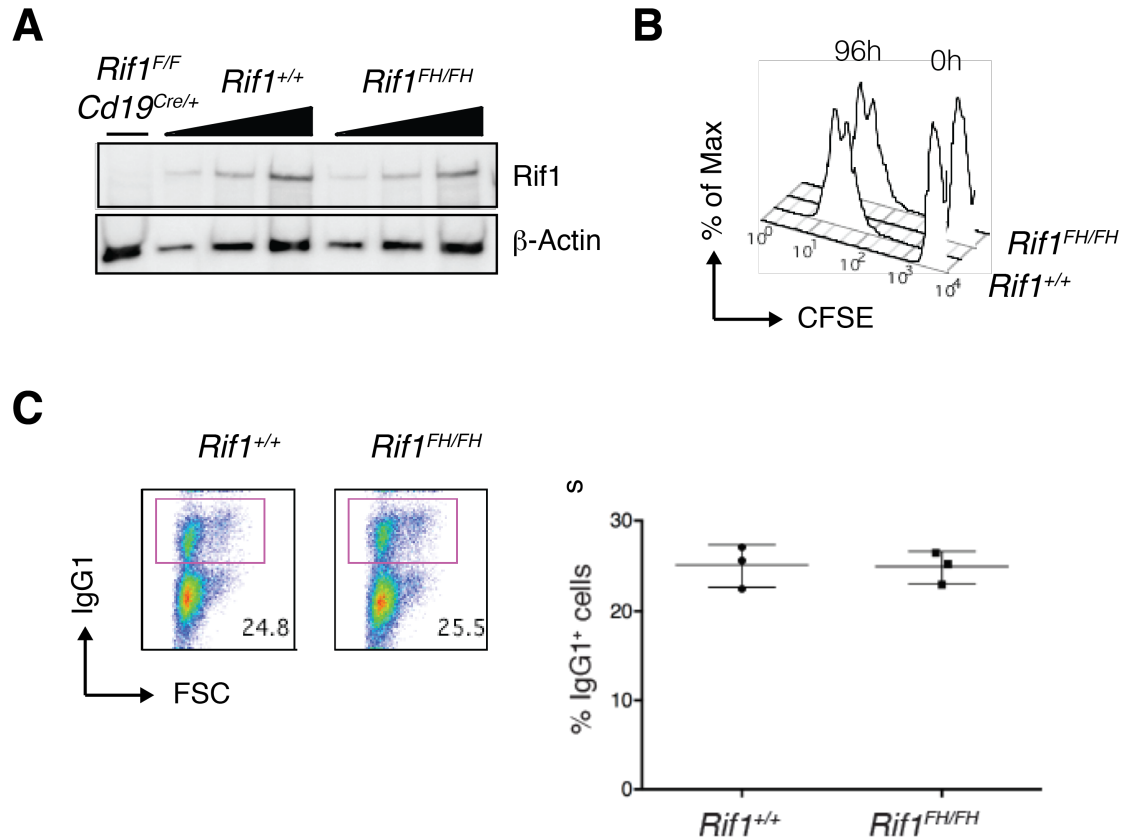 A
Rif1F/F
Cd19Cre/+
Rif1+/+
Rif1FH/FH
Rif1
β-Actin
B
96h
0h
% of Max
10⁰
10¹
10²
10³
10⁴
Rif1FH/FH
Rif1+/+
CFSE
C
Rif1+/+
Rif1FH/FH
IgG1
24.8
25.5
FSC
s
% IgG1+ cells
30
20
10
0
Rif1+/+
Rif1FH/FH